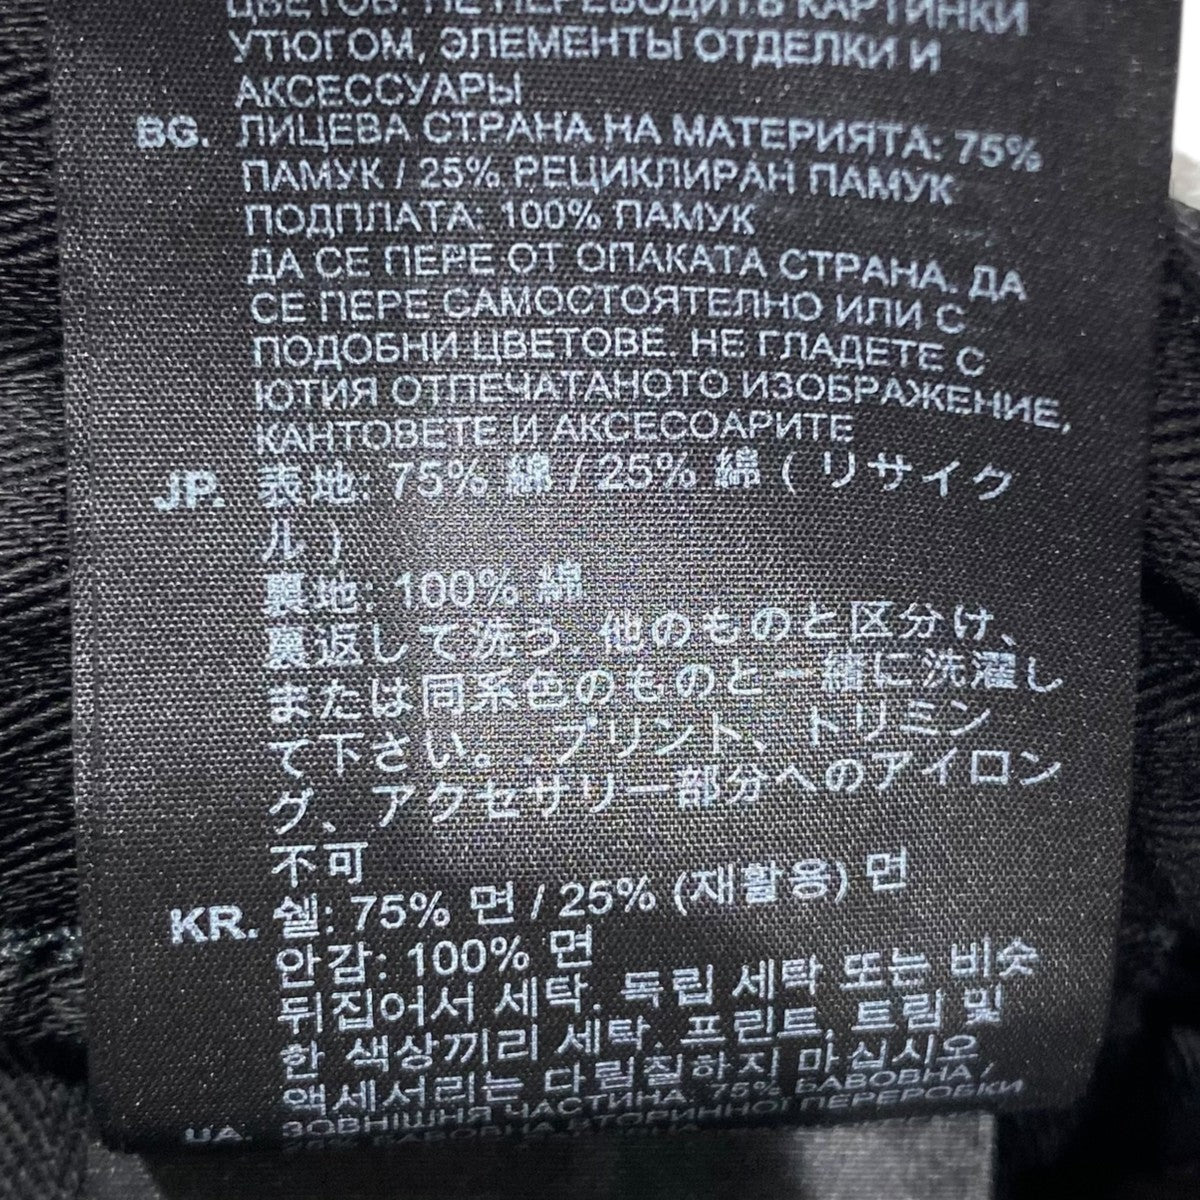 ЦВЕТОВ. НЕ ПЕРЕВОДИТЬ КАРТИНКИ
УТЮГОМ, ЭЛЕМЕНТЫ ОТДЕЛКИ И
АКСЕССУАРЫ
BG. ЛИЦЕВА СТРАНА НА МАТЕРИЯТА: 75%
ПАМУК / 25% РЕЦИКЛИРАН ПАМУК
ПОДПЛАТА: 100% ПАМУК
ДА СЕ ПЕРЕ ОТ ОПАКАТА СТРАНА. ДА
СЕ ПЕРЕ САМОСТОЯТЕЛНО ИЛИ С
ПОДОБНИ ЦВЕТОВЕ. НЕ ГЛАДЕТЕ С
ЮТИЯ ОТПЕЧАТАНОТО ИЗОБРАЖЕНИЕ,
КАНТОВЕТЕ И АКСЕСОАРИТЕ
JP. 表地: 75% 綿 / 25% 綿 ( リサイク
ル )
裏地: 100% 綿
裏返して洗う. 他のものと区分け、
または同系色のものと一緒に洗濯し
て下さい。. プリント、トリミン
グ、アクセサリー部分へのアイロン
不可
KR. 쉘: 75% 면 / 25% (재활용) 면
안감: 100% 면
뒤집어서 세탁. 독립 세탁 또는 비슷
한 색상끼리 세탁. 프린트, 트림 및
액세서리는 다림질하지 마십시오
UA. ЗОВНІШНЯ ЧАСТИНА: 75% БАВОВНА /
25% БАВОВНА ВТОРИННОЇ ПЕРЕРОБКИ